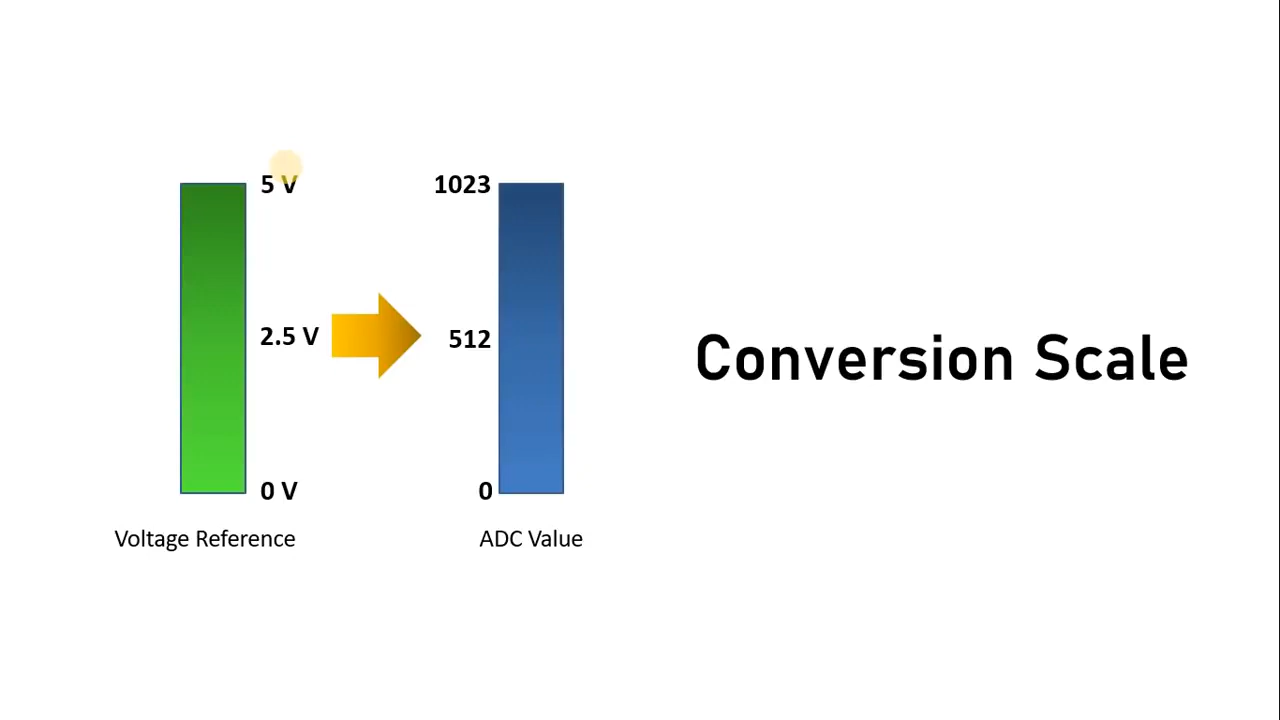 5 V
1023
2.5 V
512
Conversion Scale
0 V
0
Voltage Reference
ADC Value